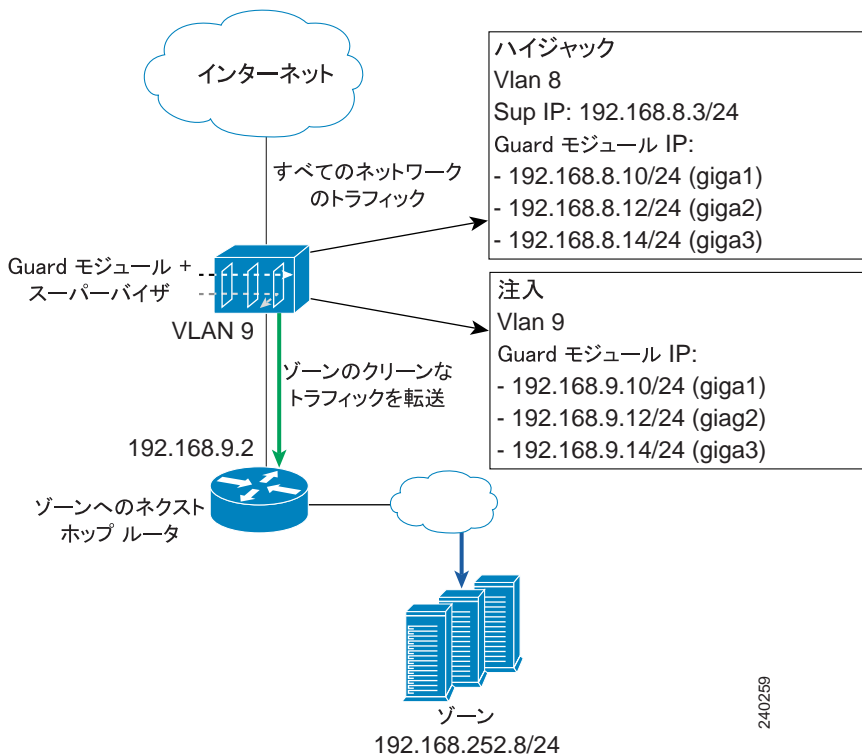 インターネット
すべてのネットワーク
のトラフィック
ハイジャック
Vlan 8
Sup IP: 192.168.8.3/24
Guard モジュール IP:
- 192.168.8.10/24 (giga1)
- 192.168.8.12/24 (giga2)
- 192.168.8.14/24 (giga3)
Guard モジュール +
スーパーバイザ
VLAN 9
注入
Vlan 9
Guard モジュール IP:
- 192.168.9.10/24 (giga1)
- 192.168.9.12/24 (giag2)
- 192.168.9.14/24 (giga3)
ゾーンのクリーンな
トラフィックを転送
192.168.9.2
ゾーンへのネクスト
ホップ ルータ
ゾーン
192.168.252.8/24
240259